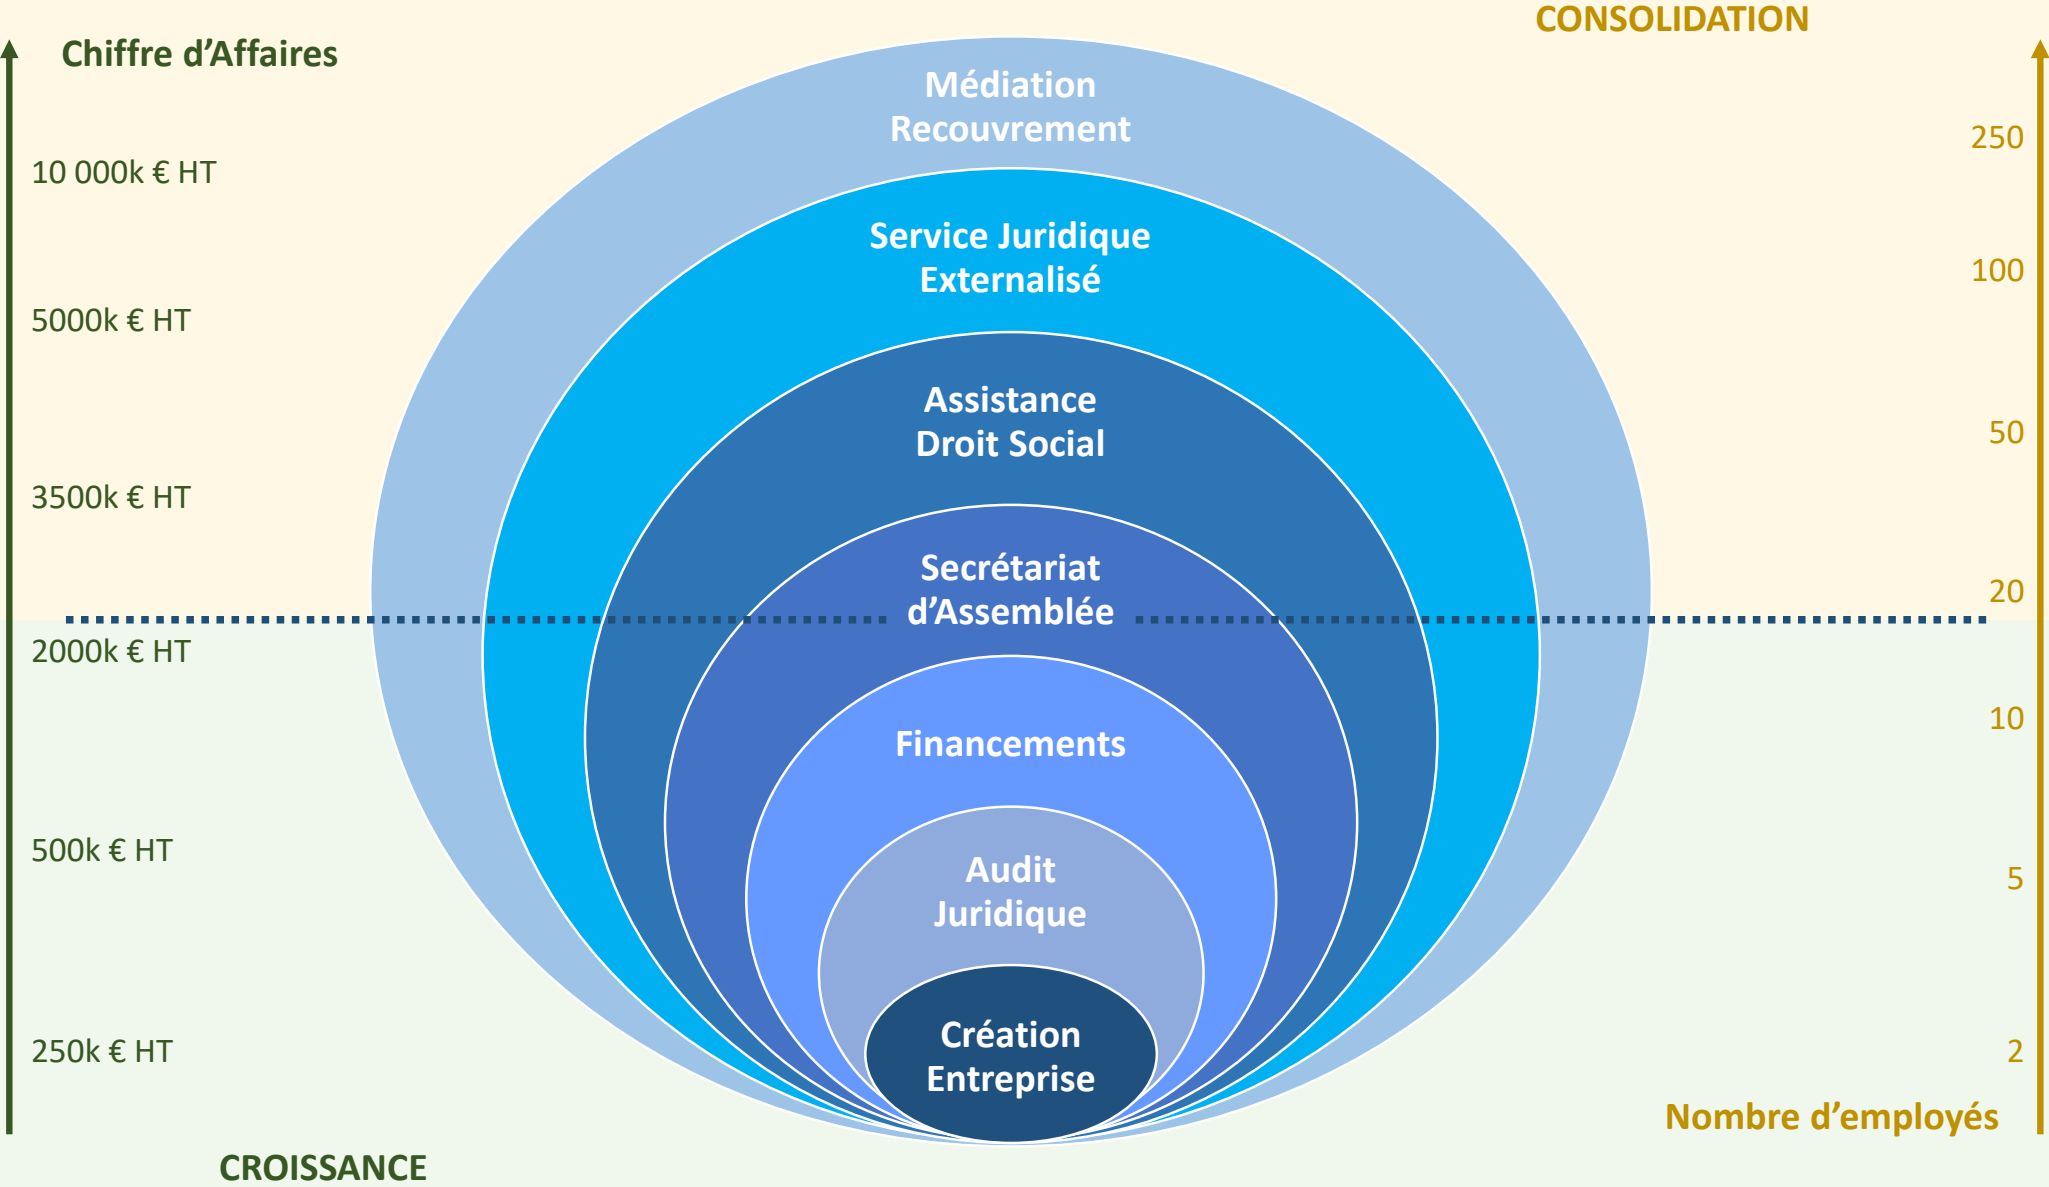 CONSOLIDATION
Chiffre d’Affaires
Médiation
Recouvrement
250
10 000k € HT
Service Juridique
Externalisé
100
5000k € HT
Assistance
Droit Social
50
3500k € HT
Secrétariat
d’Assemblée
20
2000k € HT
10
Financements
500k € HT
Audit
Juridique
5
250k € HT
Création
Entreprise
2
Nombre d’employés
CROISSANCE